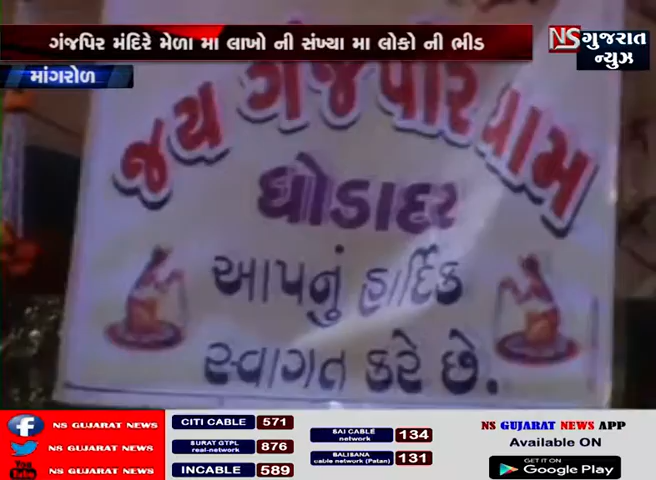 ગંજપિર મંદિરે મેળા મા લાખો ની સંખ્યા મા લોકો ની ભીડ
NS ગુજરાત
ન્યુઝ
માંગરોળ
જય ગંજપીર ધામ
ઘોડાદર
આપનું હાર્દિક
સ્વાગત કરે છે.
NS GUJARAT NEWS
NS GUJARAT NEWS
NS GUJARAT NEWS
CITI CABLE 571
SURAT GTPL
real-network 876
INCABLE 589
SAI CABLE
network 134
BALISANA
cable network (Patan) 131
NS GUJARAT NEWS APP
Available ON
GET IT ON
Google Play